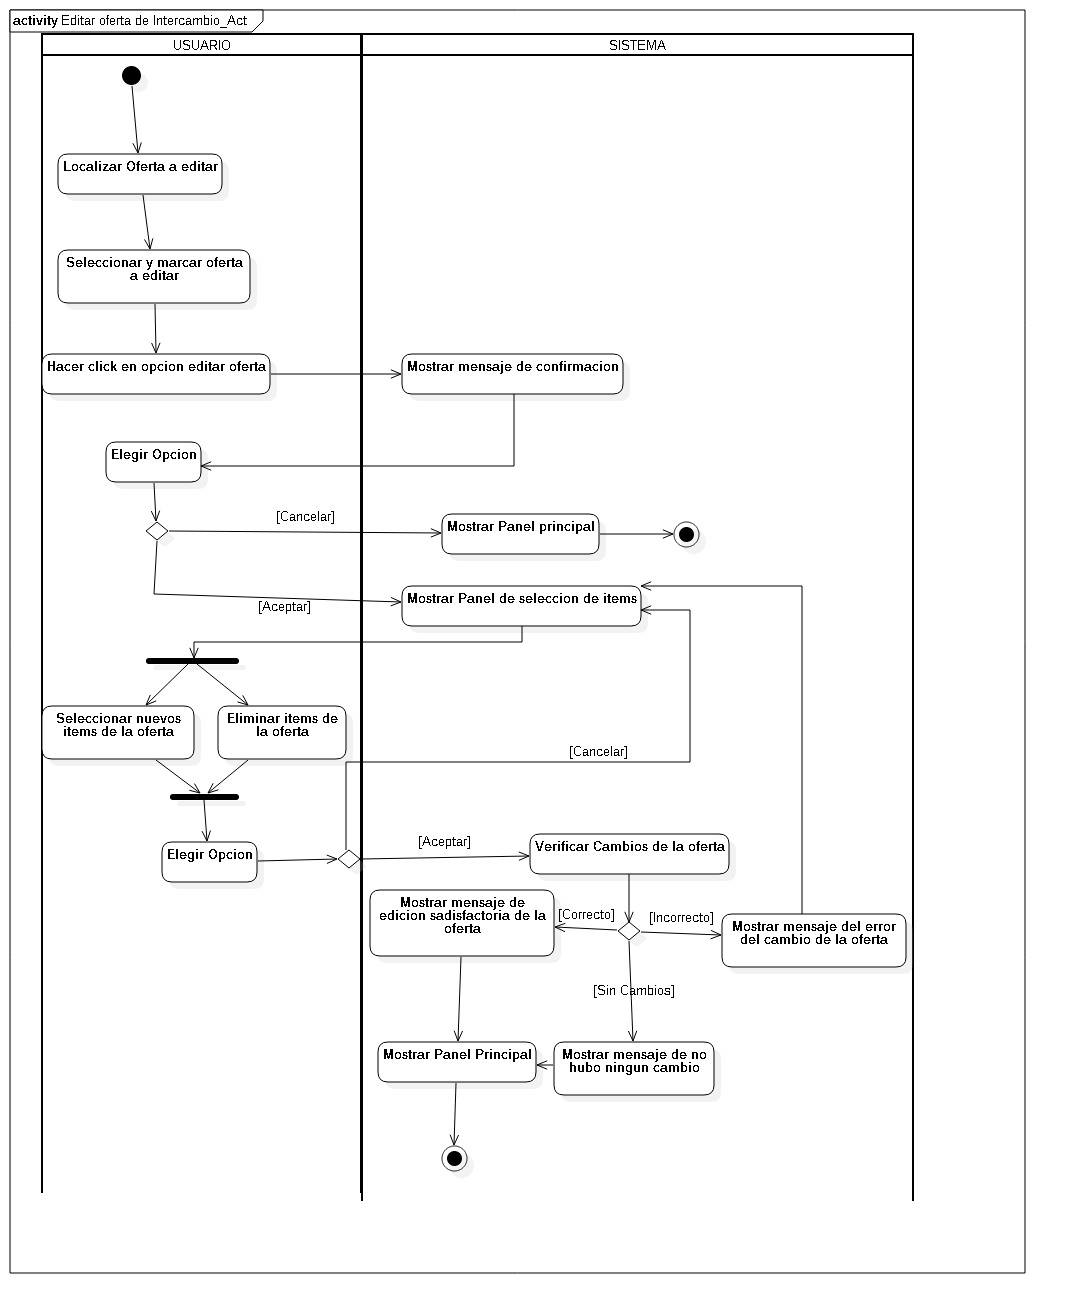 activity Editar oferta de Intercambio_Act
USUARIO
SISTEMA
Localizar Oferta a editar
Seleccionar y marcar oferta
a editar
Hacer click en opcion editar oferta
Mostrar mensaje de confirmacion
Elegir Opcion
[Cancelar]
Mostrar Panel principal
[Aceptar]
Mostrar Panel de seleccion de items
Seleccionar nuevos
items de la oferta
Eliminar items de
la oferta
[Cancelar]
Elegir Opcion
[Aceptar]
Verificar Cambios de la oferta
Mostrar mensaje de
edicion sadisfactoria de la
oferta
[Correcto]
[Incorrecto]
Mostrar mensaje del error
del cambio de la oferta
[Sin Cambios]
Mostrar Panel Principal
Mostrar mensaje de no
hubo ningun cambio